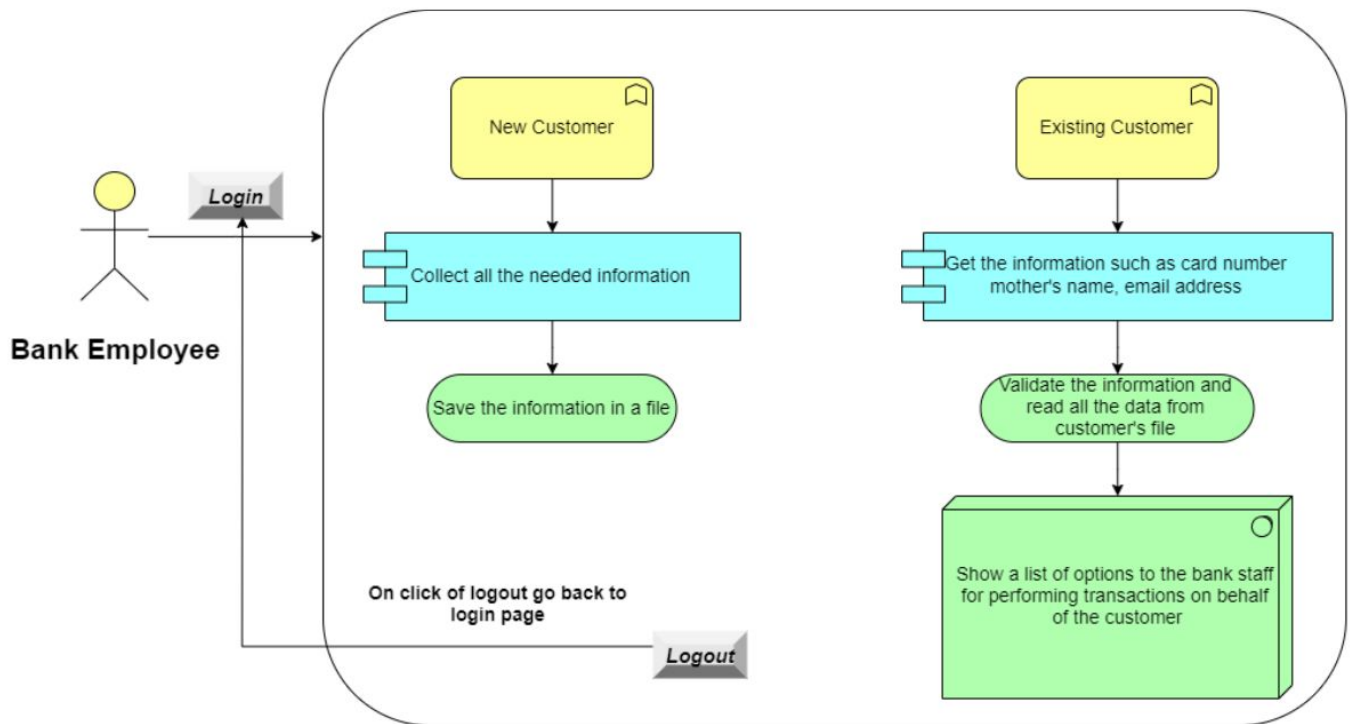 New Customer
Existing Customer
Login
Bank Employee
Collect all the needed information
Get the information such as card number
mother's name, email address
Save the information in a file
Validate the information and
read all the data from
customer's file
Show a list of options to the bank staff
for performing transactions on behalf
of the customer
On click of logout go back to
login page
Logout